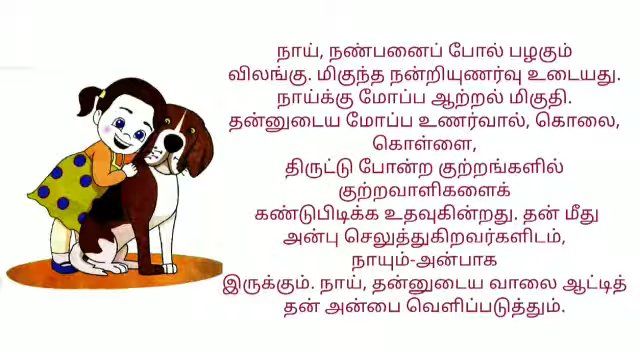 நாய், நண்பனைப் போல் பழகும்
விலங்கு. மிகுந்த நன்றியுணர்வு உடையது.
நாய்க்கு மோப்ப ஆற்றல் மிகுதி.
தன்னுடைய மோப்ப உணர்வால், கொலை,
கொள்ளை,
திருட்டு போன்ற குற்றங்களில்
குற்றவாளிகளைக்
கண்டுபிடிக்க உதவுகின்றது. தன் மீது
அன்பு செலுத்துகிறவர்களிடம்,
நாயும்-அன்பாக
இருக்கும். நாய், தன்னுடைய வாலை ஆட்டித்
தன் அன்பை வெளிப்படுத்தும்.